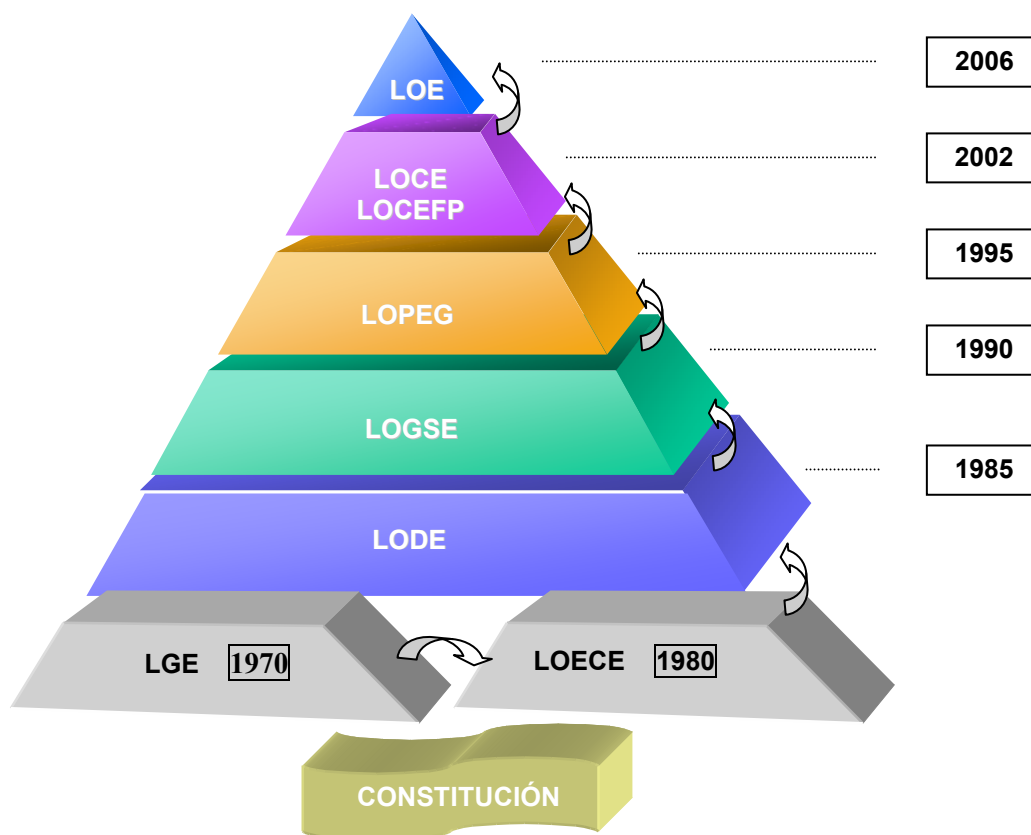 LOE
2006
LOCE
LOCEFP
2002
LOPEG
1995
LOGSE
1990
LODE
1985
LGE 1970
LOECE 1980
CONSTITUCIÓN